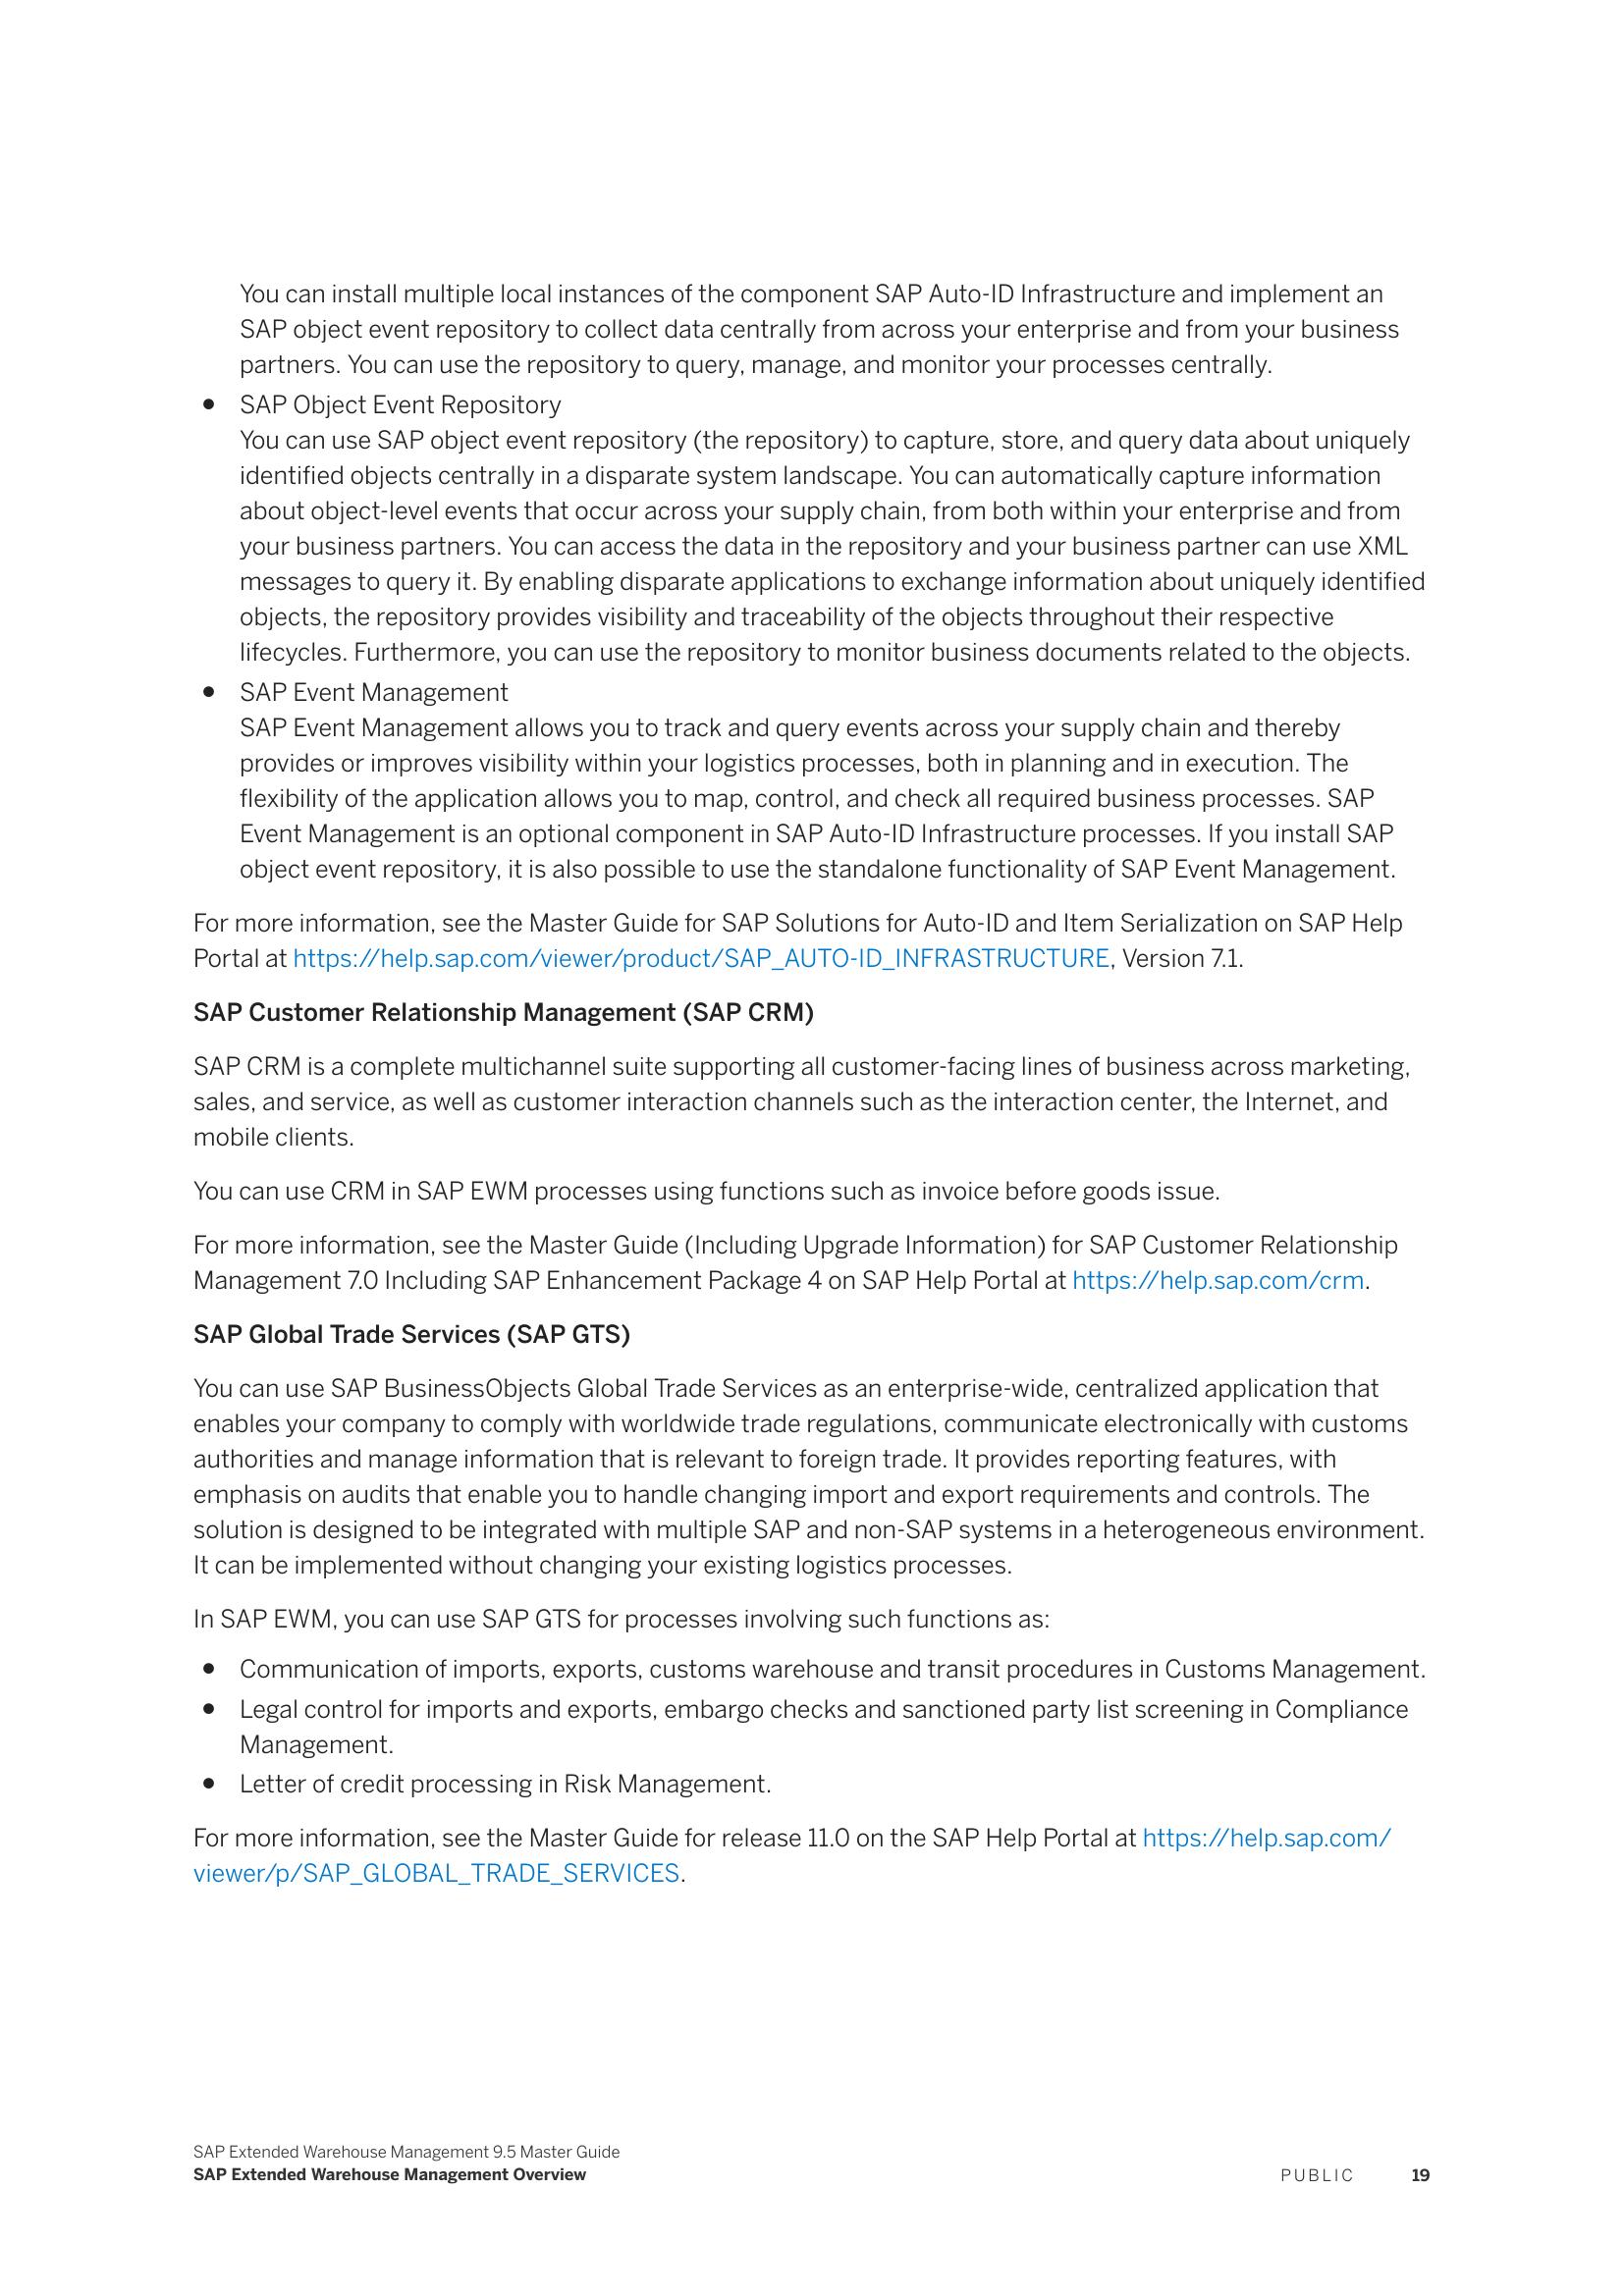 You can install multiple local instances of the component SAP Auto-ID Infrastructure and implement an
SAP object event repository to collect data centrally from across your enterprise and from your business
partners. You can use the repository to query, manage, and monitor your processes centrally.
● SAP Object Event Repository
You can use SAP object event repository (the repository) to capture, store, and query data about uniquely
identified objects centrally in a disparate system landscape. You can automatically capture information
about object-level events that occur across your supply chain, from both within your enterprise and from
your business partners. You can access the data in the repository and your business partner can use XML
messages to query it. By enabling disparate applications to exchange information about uniquely identified
objects, the repository provides visibility and traceability of the objects throughout their respective
lifecycles. Furthermore, you can use the repository to monitor business documents related to the objects.
● SAP Event Management
SAP Event Management allows you to track and query events across your supply chain and thereby
provides or improves visibility within your logistics processes, both in planning and in execution. The
flexibility of the application allows you to map, control, and check all required business processes. SAP
Event Management is an optional component in SAP Auto-ID Infrastructure processes. If you install SAP
object event repository, it is also possible to use the standalone functionality of SAP Event Management.
For more information, see the Master Guide for SAP Solutions for Auto-ID and Item Serialization on SAP Help
Portal at https://help.sap.com/viewer/product/SAP_AUTO-ID_INFRASTRUCTURE, Version 7.1.
SAP Customer Relationship Management (SAP CRM)
SAP CRM is a complete multichannel suite supporting all customer-facing lines of business across marketing,
sales, and service, as well as customer interaction channels such as the interaction center, the Internet, and
mobile clients.
You can use CRM in SAP EWM processes using functions such as invoice before goods issue.
For more information, see the Master Guide (Including Upgrade Information) for SAP Customer Relationship
Management 7.0 Including SAP Enhancement Package 4 on SAP Help Portal at https://help.sap.com/crm.
SAP Global Trade Services (SAP GTS)
You can use SAP BusinessObjects Global Trade Services as an enterprise-wide, centralized application that
enables your company to comply with worldwide trade regulations, communicate electronically with customs
authorities and manage information that is relevant to foreign trade. It provides reporting features, with
emphasis on audits that enable you to handle changing import and export requirements and controls. The
solution is designed to be integrated with multiple SAP and non-SAP systems in a heterogeneous environment.
It can be implemented without changing your existing logistics processes.
In SAP EWM, you can use SAP GTS for processes involving such functions as:
● Communication of imports, exports, customs warehouse and transit procedures in Customs Management.
● Legal control for imports and exports, embargo checks and sanctioned party list screening in Compliance
Management.
● Letter of credit processing in Risk Management.
For more information, see the Master Guide for release 11.0 on the SAP Help Portal at https://help.sap.com/
viewer/p/SAP_GLOBAL_TRADE_SERVICES.
SAP Extended Warehouse Management 9.5 Master Guide
SAP Extended Warehouse Management Overview
PUBLIC 19